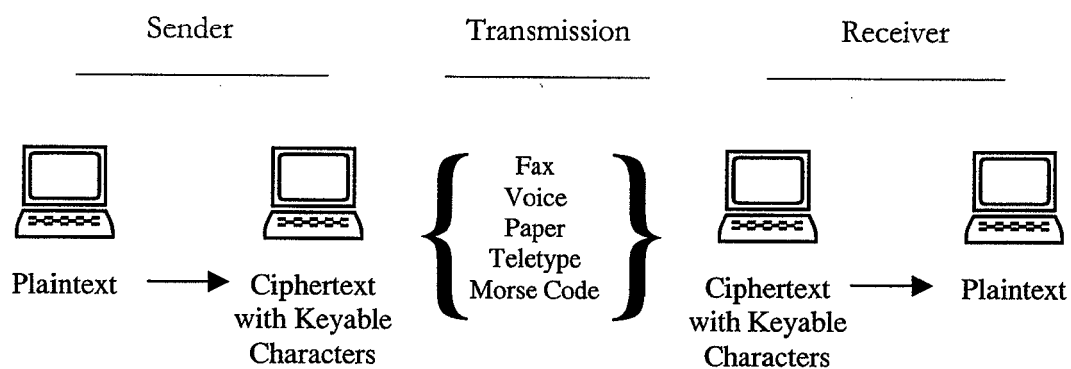 Sender
Transmission
Receiver
Fax
Voice
Paper
Teletype
Morse Code
Plaintext
Ciphertext
with Keyable
Characters
Ciphertext
with Keyable
Characters
Plaintext